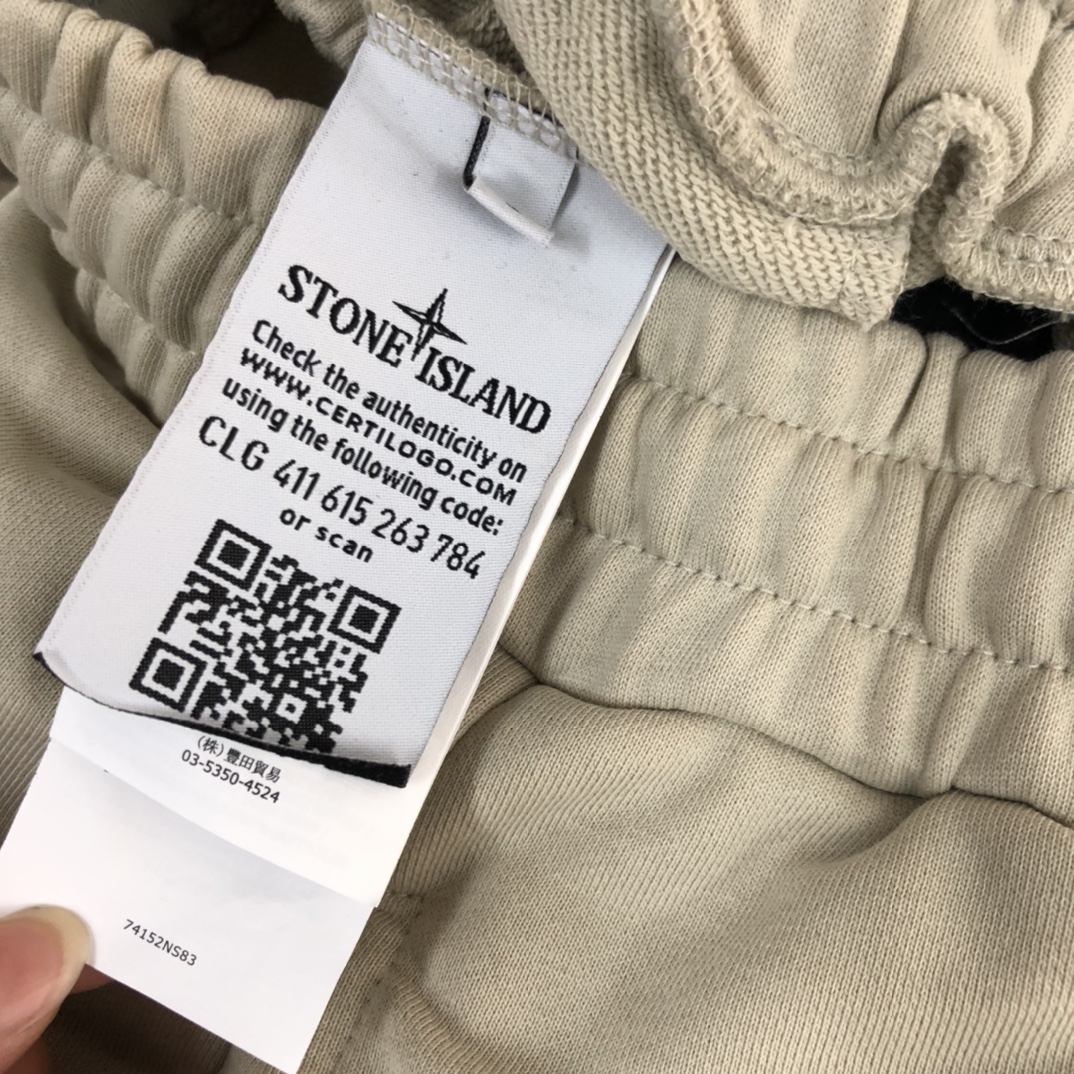 STONE ISLAND
Check the authenticity on
WWW.CERTILOGO.COM
using the following code:
CLG 411 615 263 784
or scan
(株)豊田貿易
03-5350-4524
74152NS83